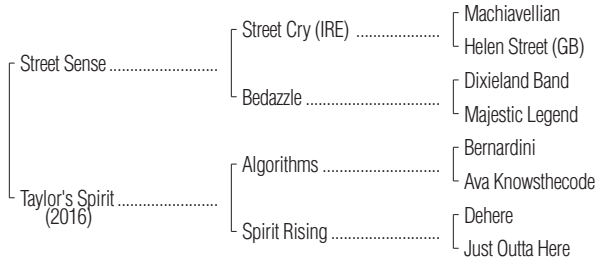 Machiavellian
Street Cry (IRE) ....................
Helen Street (GB)
Street Sense ..........................
Dixieland Band
Bedazzle ................................
Majestic Legend
Bernardini
Algorithms ............................
Ava Knowsthecode
Taylor's Spirit ........................
(2016)
Dehere
Spirit Rising ..........................
Just Outta Here